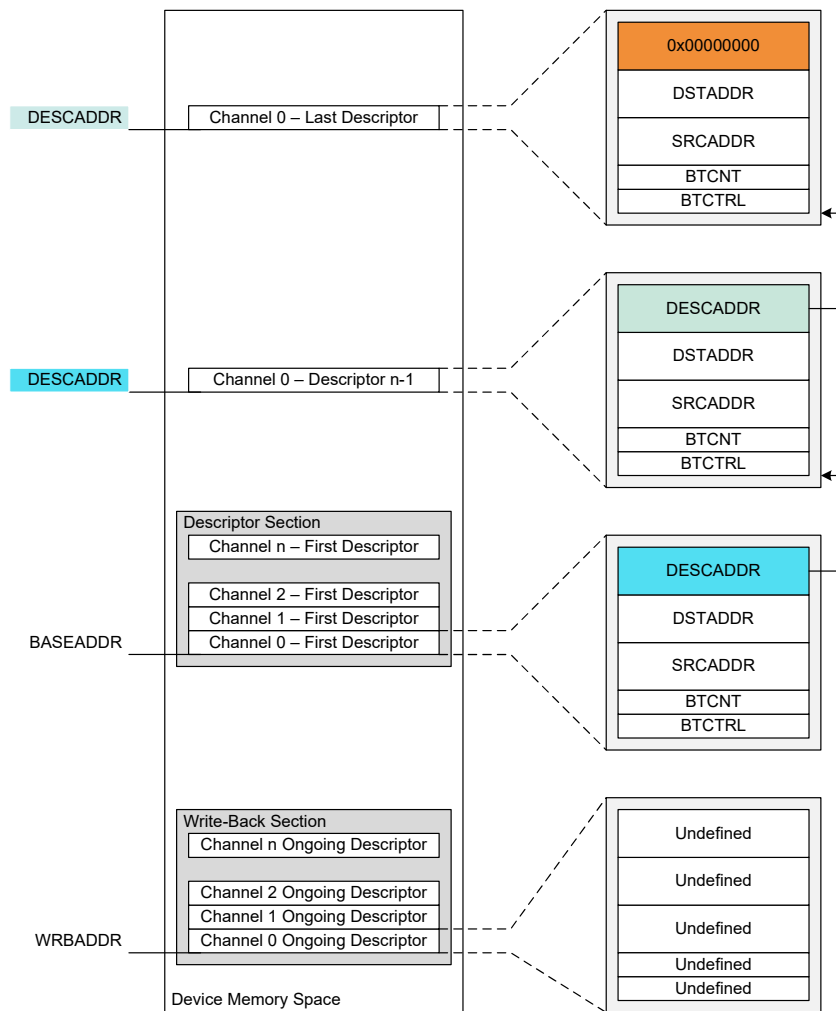 0x00000000
DSTADDR
DESCADDR
Channel 0 – Last Descriptor
SRCADDR
BTCNT
BTCTRL
DESCADDR
DSTADDR
DESCADDR
Channel 0 – Descriptor n-1
SRCADDR
BTCNT
BTCTRL
Descriptor Section
Channel n – First Descriptor
DESCADDR
Channel 2 – First Descriptor
Channel 1 – First Descriptor
DSTADDR
BASEADDR
Channel 0 – First Descriptor
SRCADDR
BTCNT
BTCTRL
Write-Back Section
Channel n Ongoing Descriptor
Undefined
Channel 2 Ongoing Descriptor
Undefined
Channel 1 Ongoing Descriptor
WRBADDR
Channel 0 Ongoing Descriptor
Undefined
Undefined
Undefined
Device Memory Space